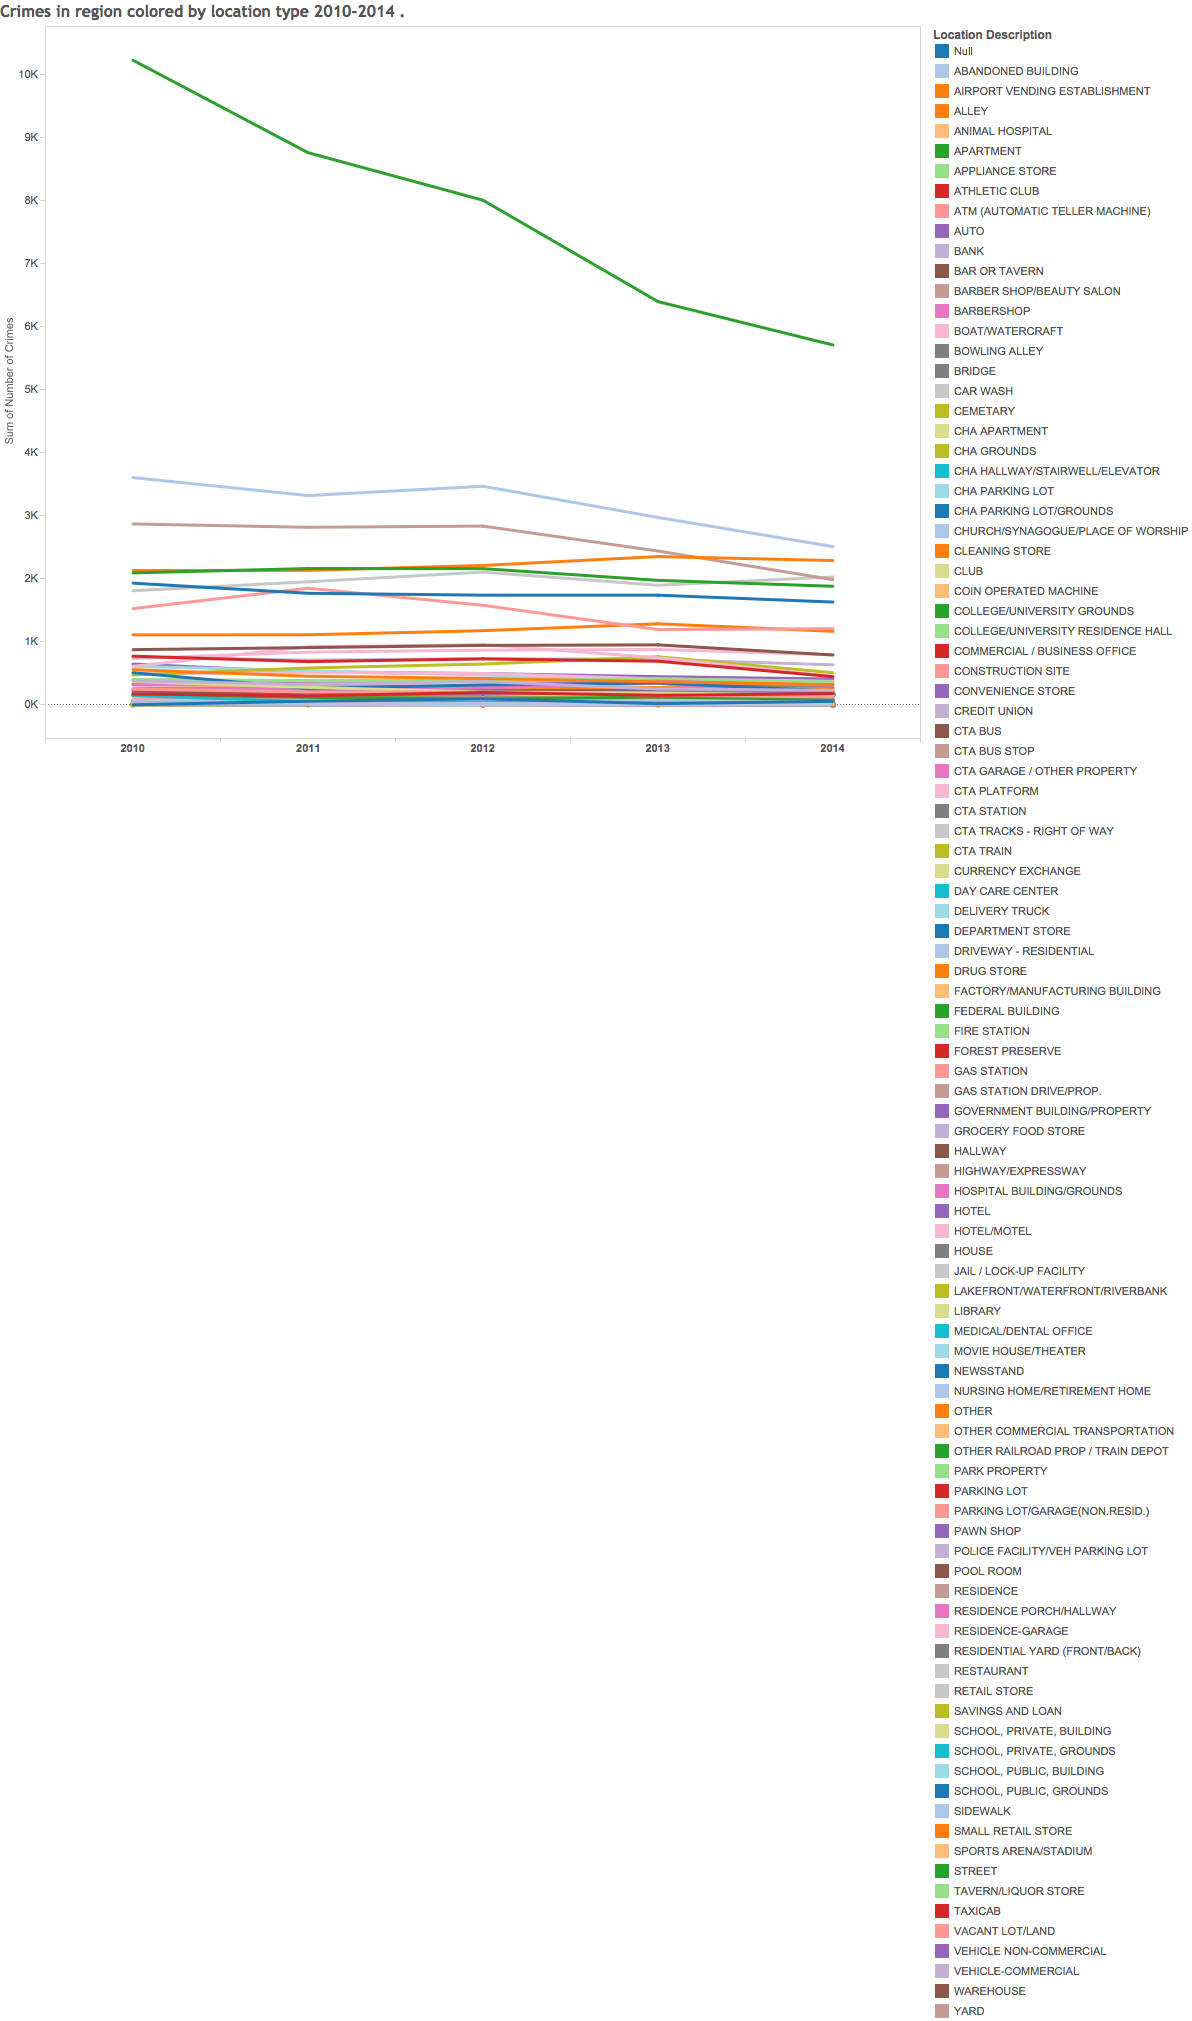 Crimes in region colored by location type 2010-2014 .
Sum of Number of Crimes
10K
9K
8K
7K
6K
5K
4K
3K
2K
1K
0K
2010 2011 2012 2013 2014
Location Description
Null
ABANDONED BUILDING
AIRPORT VENDING ESTABLISHMENT
ALLEY
ANIMAL HOSPITAL
APARTMENT
APPLIANCE STORE
ATHLETIC CLUB
ATM (AUTOMATIC TELLER MACHINE)
AUTO
BANK
BAR OR TAVERN
BARBER SHOP/BEAUTY SALON
BARBERSHOP
BOAT/WATERCRAFT
BOWLING ALLEY
BRIDGE
CAR WASH
CEMETARY
CHA APARTMENT
CHA GROUNDS
CHA HALLWAY/STAIRWELL/ELEVATOR
CHA PARKING LOT
CHA PARKING LOT/GROUNDS
CHURCH/SYNAGOGUE/PLACE OF WORSHIP
CLEANING STORE
CLUB
COIN OPERATED MACHINE
COLLEGE/UNIVERSITY GROUNDS
COLLEGE/UNIVERSITY RESIDENCE HALL
COMMERCIAL / BUSINESS OFFICE
CONSTRUCTION SITE
CONVENIENCE STORE
CREDIT UNION
CTA BUS
CTA BUS STOP
CTA GARAGE / OTHER PROPERTY
CTA PLATFORM
CTA STATION
CTA TRACKS - RIGHT OF WAY
CTA TRAIN
CURRENCY EXCHANGE
DAY CARE CENTER
DELIVERY TRUCK
DEPARTMENT STORE
DRIVEWAY - RESIDENTIAL
DRUG STORE
FACTORY/MANUFACTURING BUILDING
FEDERAL BUILDING
FIRE STATION
FOREST PRESERVE
GAS STATION
GAS STATION DRIVE/PROP.
GOVERNMENT BUILDING/PROPERTY
GROCERY FOOD STORE
HALLWAY
HIGHWAY/EXPRESSWAY
HOSPITAL BUILDING/GROUNDS
HOTEL
HOTEL/MOTEL
HOUSE
JAIL / LOCK-UP FACILITY
LAKEFRONT/WATERFRONT/RIVERBANK
LIBRARY
MEDICAL/DENTAL OFFICE
MOVIE HOUSE/THEATER
NEWSSTAND
NURSING HOME/RETIREMENT HOME
OTHER
OTHER COMMERCIAL TRANSPORTATION
OTHER RAILROAD PROP / TRAIN DEPOT
PARK PROPERTY
PARKING LOT
PARKING LOT/GARAGE(NON.RESID.)
PAWN SHOP
POLICE FACILITY/VEH PARKING LOT
POOL ROOM
RESIDENCE
RESIDENCE PORCH/HALLWAY
RESIDENCE-GARAGE
RESIDENTIAL YARD (FRONT/BACK)
RESTAURANT
RETAIL STORE
SAVINGS AND LOAN
SCHOOL, PRIVATE, BUILDING
SCHOOL, PRIVATE, GROUNDS
SCHOOL, PUBLIC, BUILDING
SCHOOL, PUBLIC, GROUNDS
SIDEWALK
SMALL RETAIL STORE
SPORTS ARENA/STADIUM
STREET
TAVERN/LIQUOR STORE
TAXICAB
VACANT LOT/LAND
VEHICLE NON-COMMERCIAL
VEHICLE-COMMERCIAL
WAREHOUSE
YARD